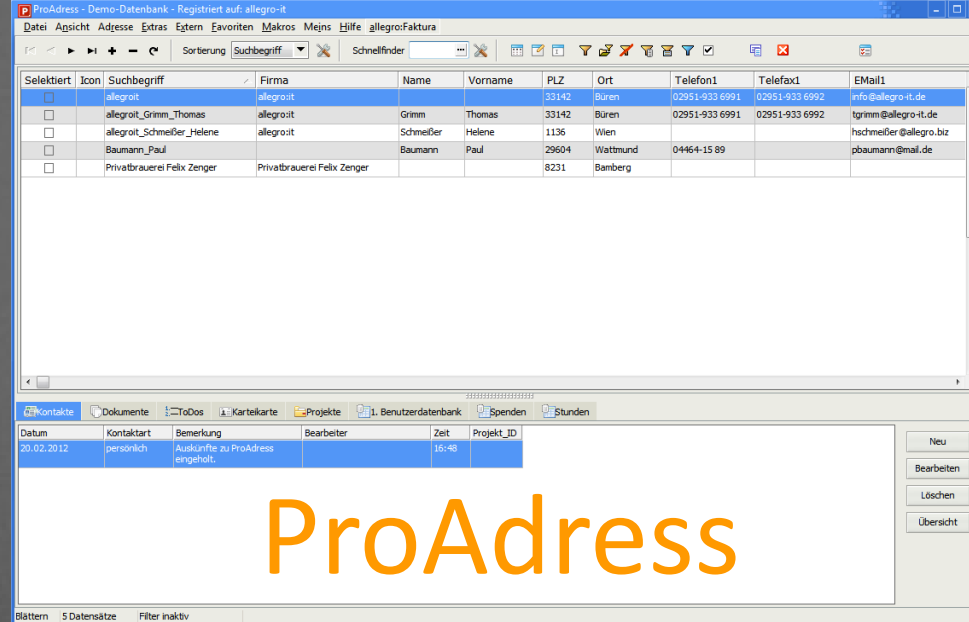 ProAdress - Demo-Datenbank - Registriert auf: allegro-it
Datei Ansicht Adresse Extras Extern Favoriten Makros Mejns Hilfe allegro:Faktura
Sortierung Suchbegriff Schnellfinder
Selektiert Icon Suchbegriff Firma Name Vorname PLZ Ort Telefon1 Telefax1 EMail1
allegroit allegro:it 33142 Büren 02951-933 6991 02951-933 6992 info@allegro-it.de
allegroit_Grimm_Thomas allegro:it Grimm Thomas 33142 Büren 02951-933 6991 02951-933 6992 tgrimm@allegro-it.de
allegroit_Schmeißer_Helene allegro:it Schmeißer Helene 1136 Wien hschmeißer@allegro.biz
Baumann_Paul Baumann Paul 29604 Wattmund 04464-15 89 pbaumann@mail.de
Privatbrauerei Felix Zenger Privatbrauerei Felix Zenger 8231 Bamberg
Kontakte Dokumente ToDos Karteikarte Projekte 1. Benutzerdatenbank Spenden Stunden
Datum Kontaktart Bemerkung Bearbeiter Zeit Projekt_ID
20.02.2012 persönlich Auskünfte zu ProAdress 16:48
eingeholt.
Neu
Bearbeiten
Löschen
Übersicht
ProAdress
Blättern 5 Datensätze Filter inaktiv